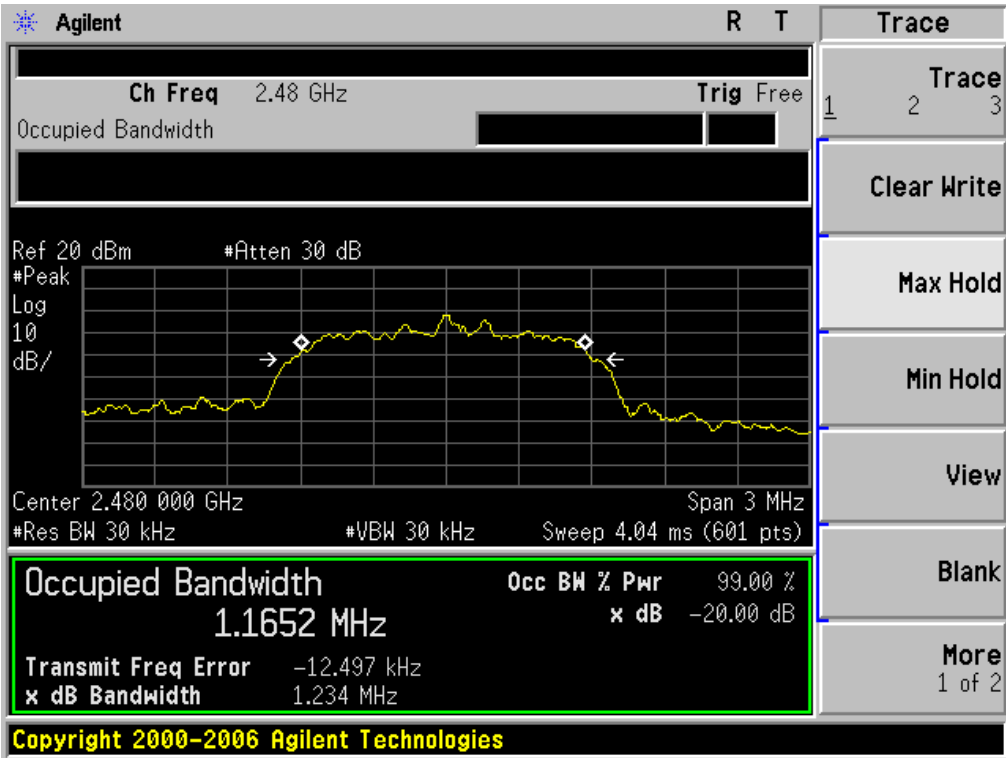 Agilent R T Trace
Ch Freq 2.48 GHz Trig Free
Occupied Bandwidth
Trace
1 2 3
Clear Write
Max Hold
Min Hold
View
Blank
More
1 of 2
Ref 20 dBm #Atten 30 dB
#Peak
Log
10
dB/
Center 2.480 000 GHz Span 3 MHz
#Res BW 30 kHz #VBW 30 kHz Sweep 4.04 ms (601 pts)
Occupied Bandwidth Occ BW % Pwr 99.00 %
1.1652 MHz x dB -20.00 dB
Transmit Freq Error -12.497 kHz
x dB Bandwidth 1.234 MHz
Copyright 2000-2006 Agilent Technologies